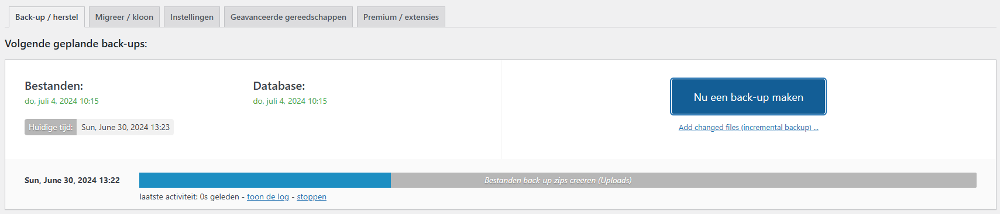 Back-up / herstel Migreer / kloon Instellingen Geavanceerde gereedschappen Premium / extensies
Volgende geplande back-ups:
Bestanden: Database:
do, juli 4, 2024 10:15 do, juli 4, 2024 10:15
Nu een back-up maken
Huidige tijd: Sun, June 30, 2024 13:23
Add changed files (incremental backup) ...
Sun, June 30, 2024 13:22 Bestanden back-up zips creëren (Uploads)
laatste activiteit: 0s geleden - toon de log - stoppen